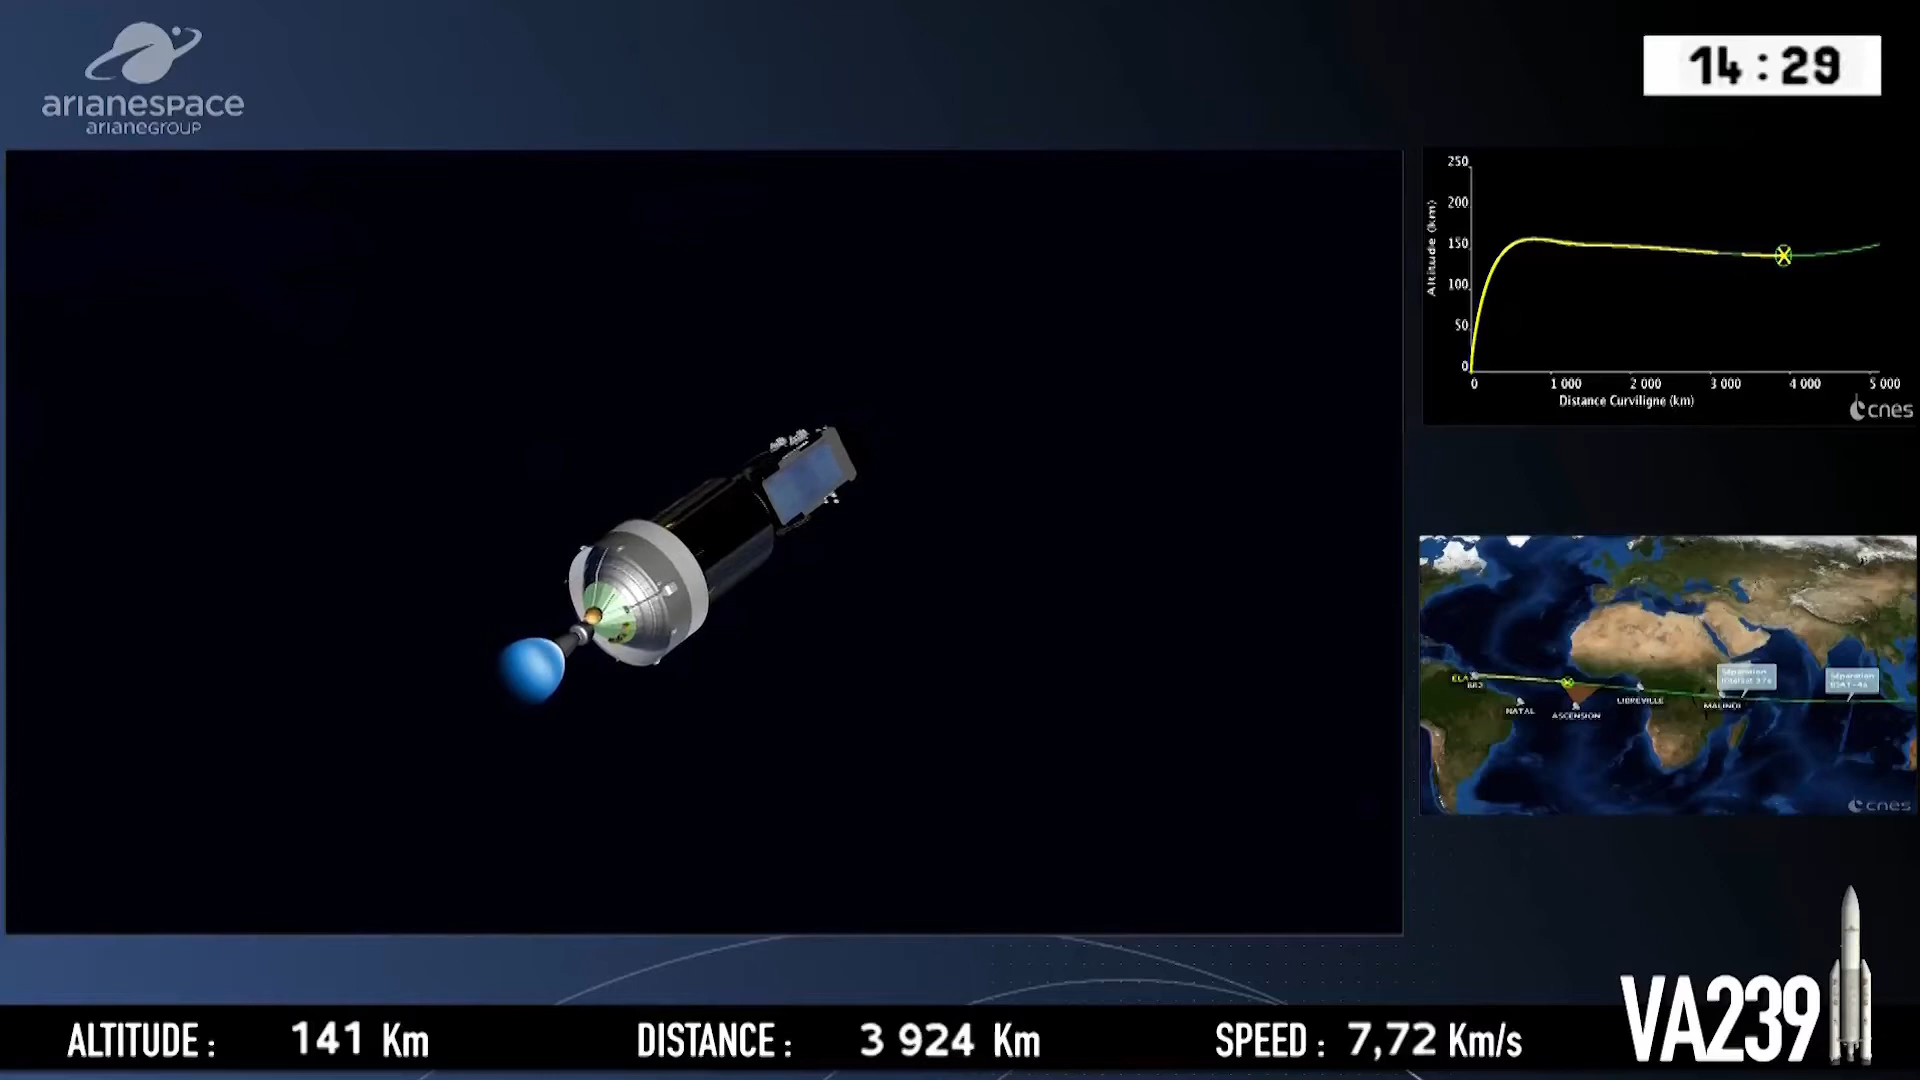 arianespace
arianeGROUP
14:29
250
200
150
100
50
0
Altitude (km)
0 1 000 2 000 3 000 4 000 5 000
Distance Curviligne (km)
cnes
Séparation
Séparation
NATAL
ASCENSION
LIBREVILLE
MALINDI
cnes
VA239
ALTITUDE : 141 Km
DISTANCE : 3 924 Km
SPEED : 7,72 Km/s